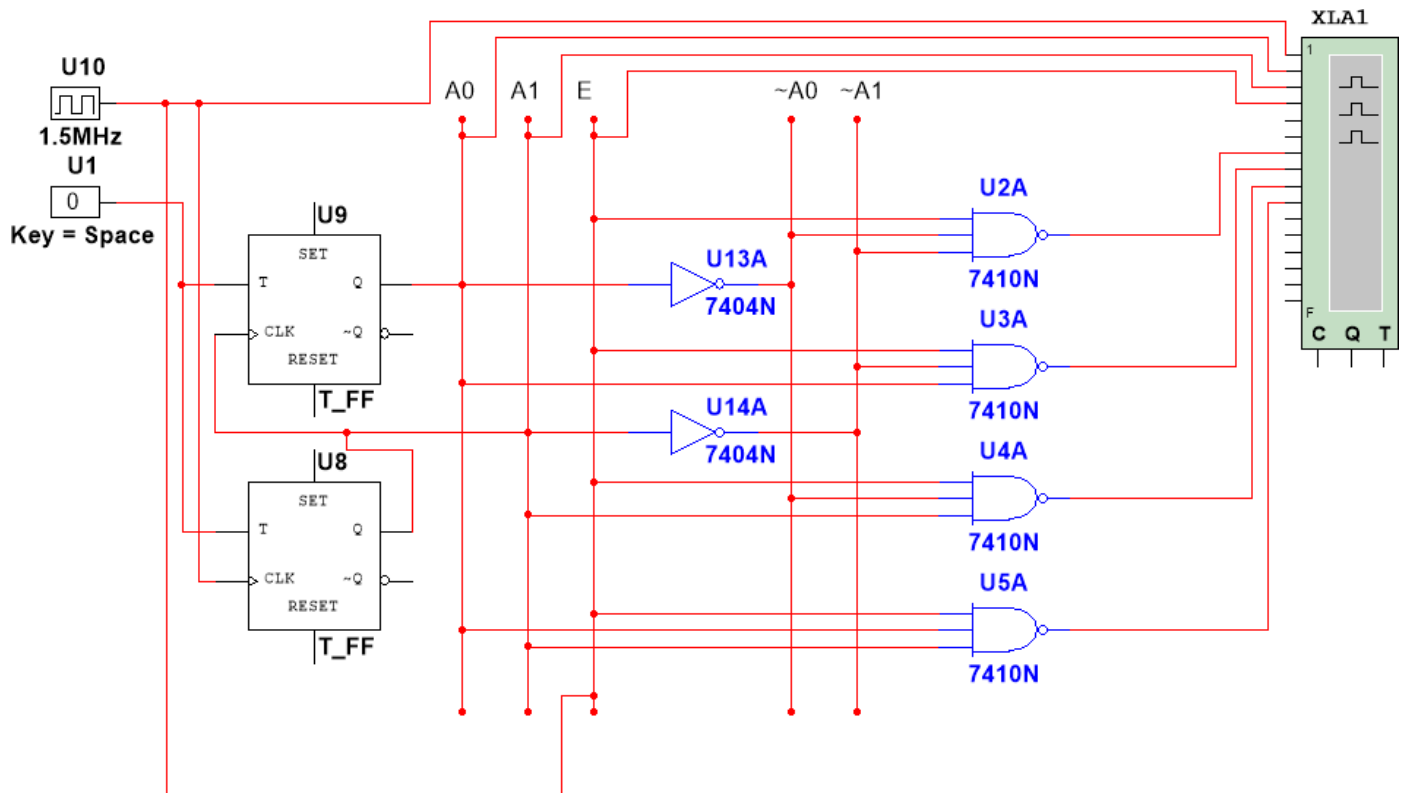 XLA1
U10
1.5MHz
U1
0
Key = Space
A0 A1 E ~A0 ~A1
1
F
C Q T
U9
SET
T Q
CLK ~Q
RESET
T_FF
U8
SET
T Q
CLK ~Q
RESET
T_FF
U13A
7404N
U14A
7404N
U2A
7410N
U3A
7410N
U4A
7410N
U5A
7410N